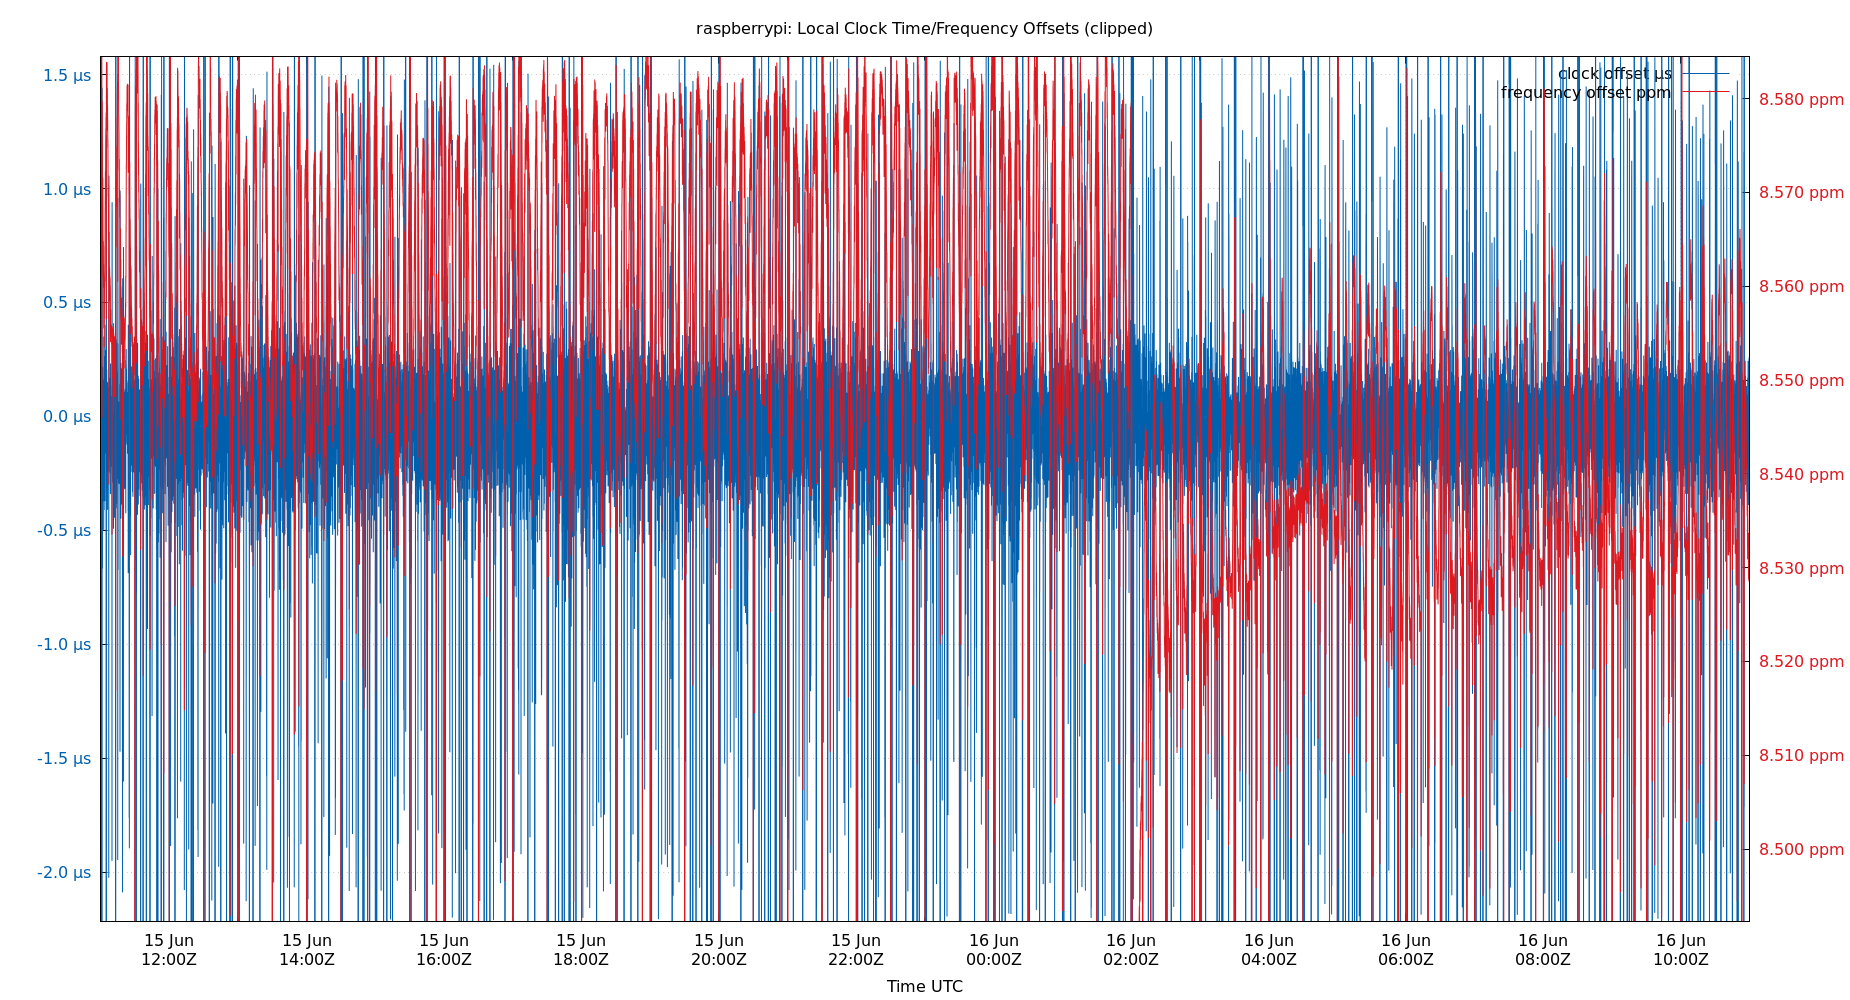 raspberrypi: Local Clock Time/Frequency Offsets (clipped)
clock offset µs
frequency offset ppm
1.5 µs
1.0 µs
0.5 µs
0.0 µs
-0.5 µs
-1.0 µs
-1.5 µs
-2.0 µs
8.580 ppm
8.570 ppm
8.560 ppm
8.550 ppm
8.540 ppm
8.530 ppm
8.520 ppm
8.510 ppm
8.500 ppm
15 Jun 15 Jun 15 Jun 15 Jun 15 Jun 15 Jun 16 Jun 16 Jun 16 Jun 16 Jun 16 Jun 16 Jun
12:00Z 14:00Z 16:00Z 18:00Z 20:00Z 22:00Z 00:00Z 02:00Z 04:00Z 06:00Z 08:00Z 10:00Z
Time UTC